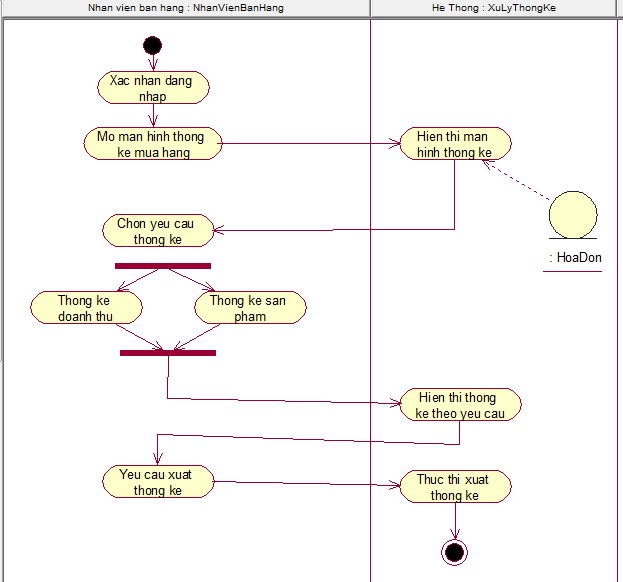 Nhan vien ban hang : NhanVienBanHang
He Thong : XuLyThongKe
Xac nhan dang
nhap
Mo man hinh thong
ke mua hang
Hien thi man
hinh thong ke
: HoaDon
Chon yeu cau
thong ke
Thong ke
doanh thu
Thong ke san
pham
Hien thi thong
ke theo yeu cau
Yeu cau xuat
thong ke
Thuc thi xuat
thong ke